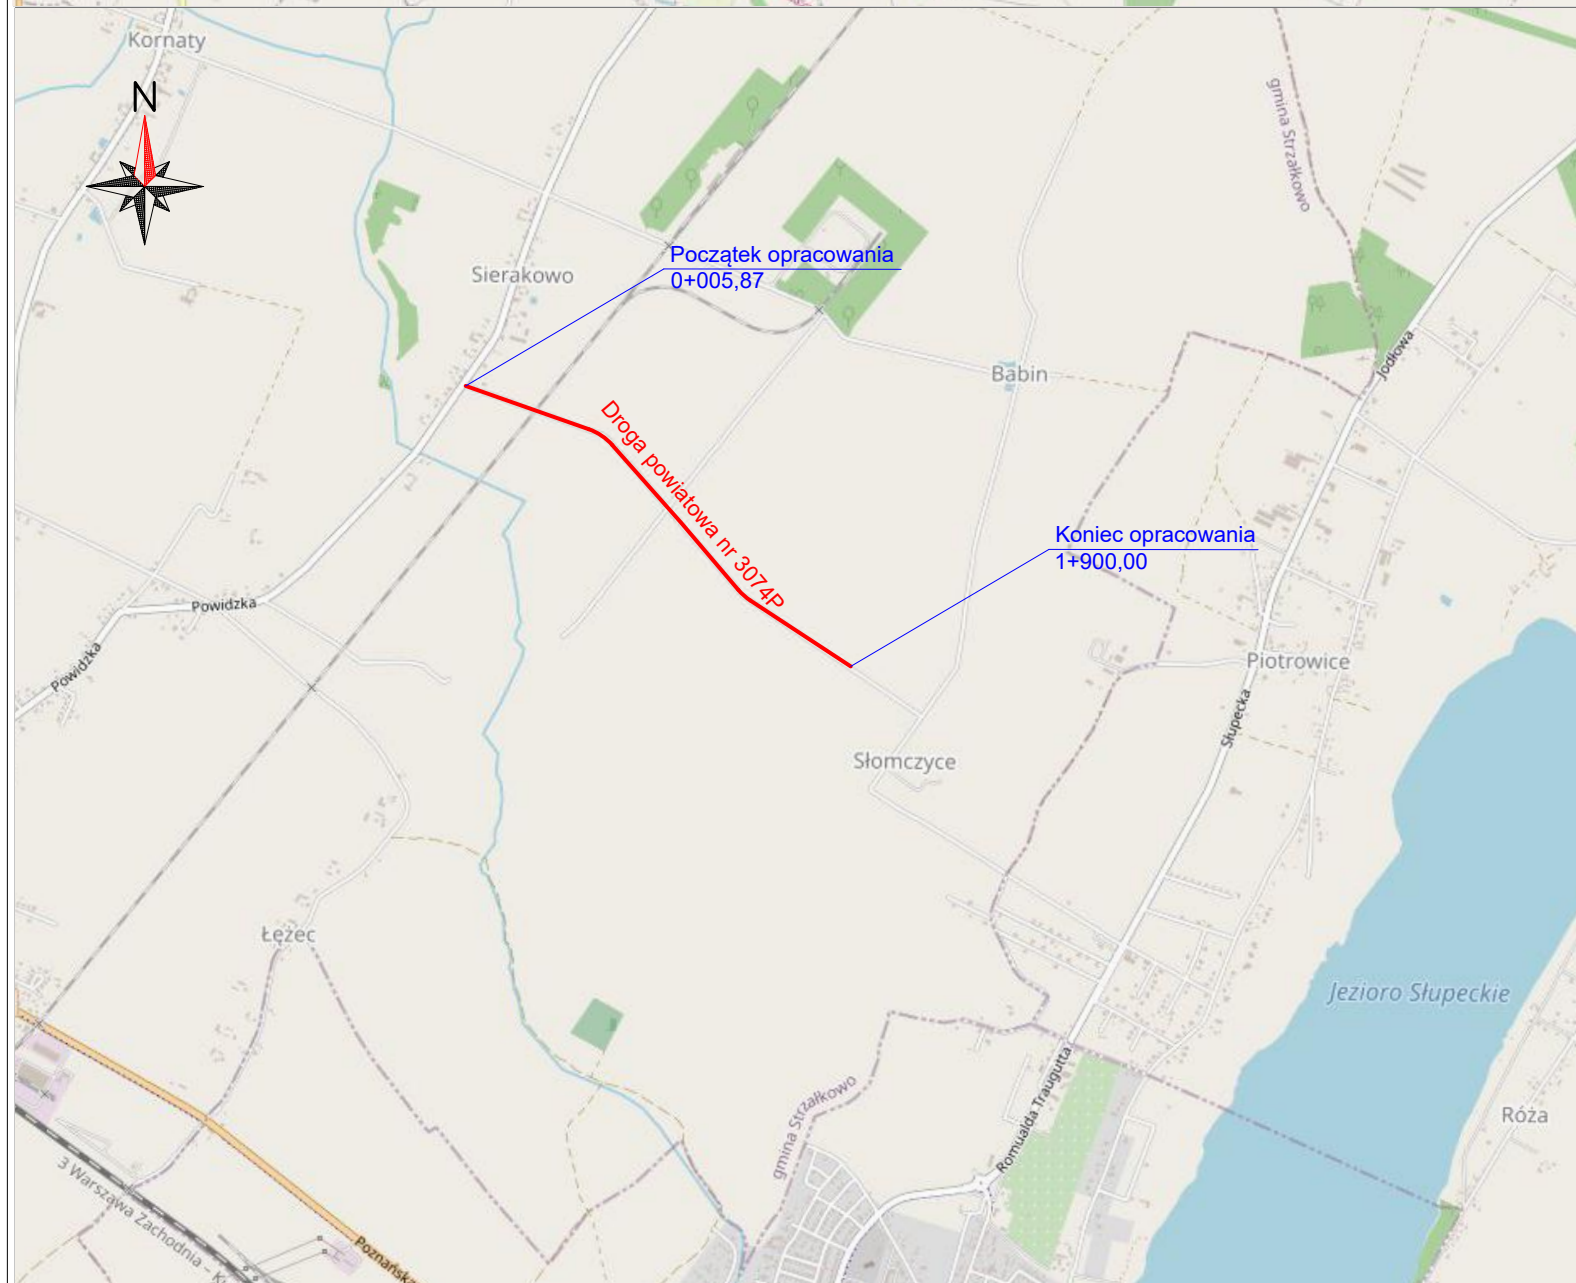 Kornaty
N
gmina Strzałkowo
Początek opracowania
0+005,87
Sierakowo
Jodłowa
Babin
Droga powiatowa nr 3074P
Koniec opracowania
1+900,00
Powidzka
Powidzka
Piotrowice
Słupecka
Słomczyce
Łężec
Jezioro Słupeckie
gmina Strzałkowo
Romualda Traugutta
Róża
3 Warszawa Zachodnia – K
Poznańska